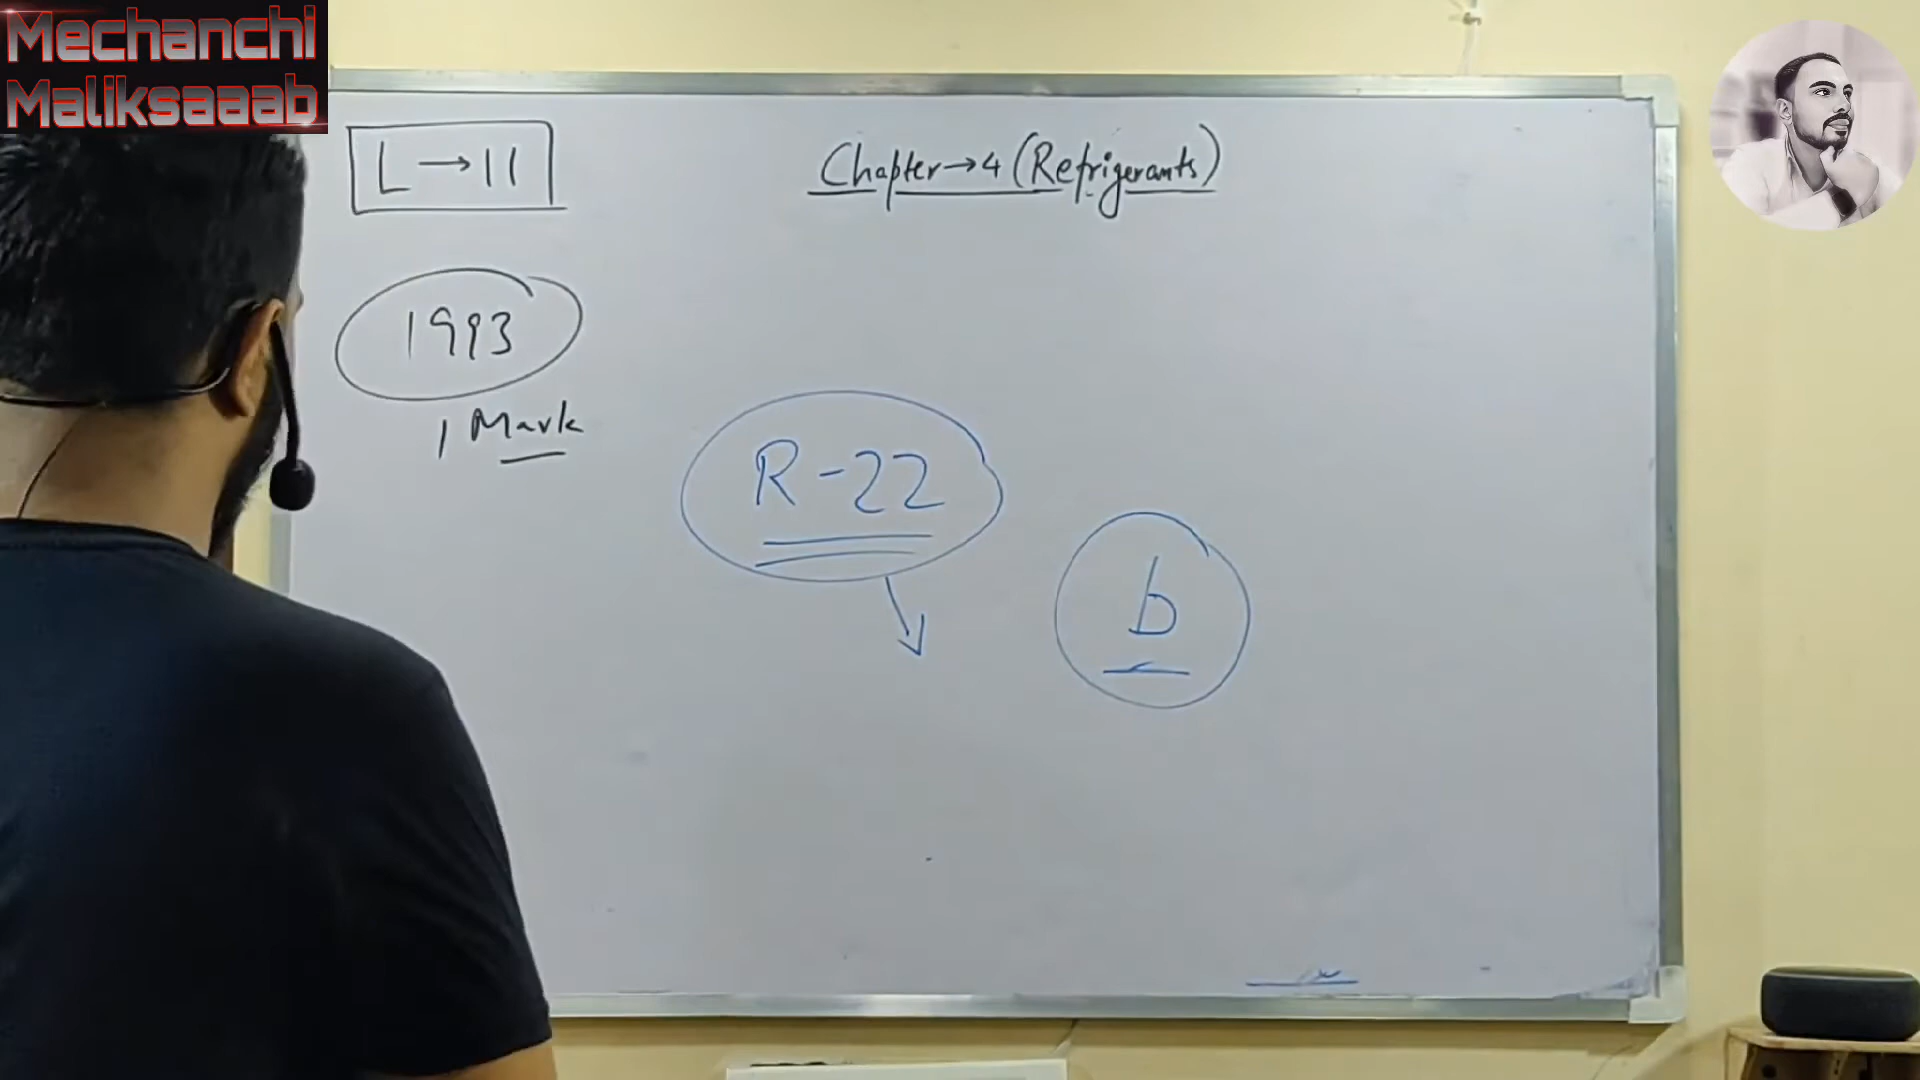 Mechanchi
Maliksaaab
L → 11
Chapter → 4 (Refrigerants)
1993
1 Mark
R-22
b